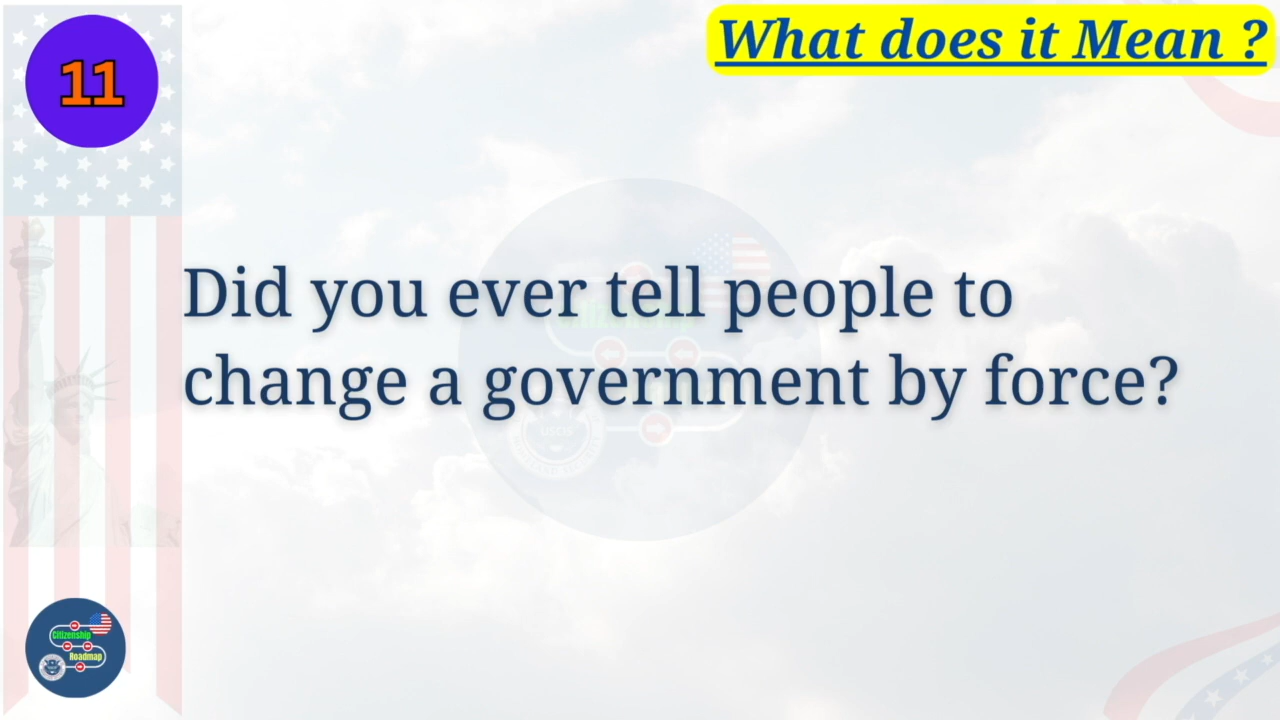 11
What does it Mean ?
Did you ever tell people to
change a government by force?
Citizenship
Roadmap